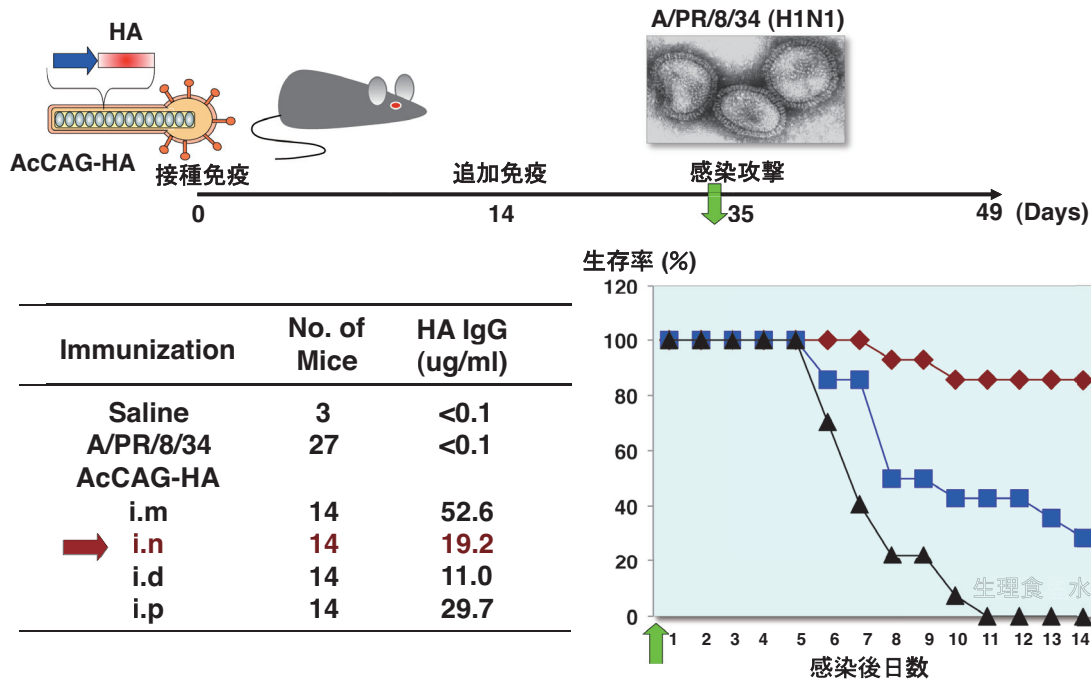 HA
A/PR/8/34 (H1N1)
AcCAG-HA
接種免疫
追加免疫
感染攻撃
0
14
35
49 (Days)
Immunization No. of Mice HA IgG (ug/ml)
Saline 3 <0.1
A/PR/8/34 27 <0.1
AcCAG-HA
i.m 14 52.6
i.n 14 19.2
i.d 14 11.0
i.p 14 29.7
生存率 (%)
120
100
80
60
40
20
0
生理食 水
1 2 3 4 5 6 7 8 9 10 11 12 13 14
感染後日数